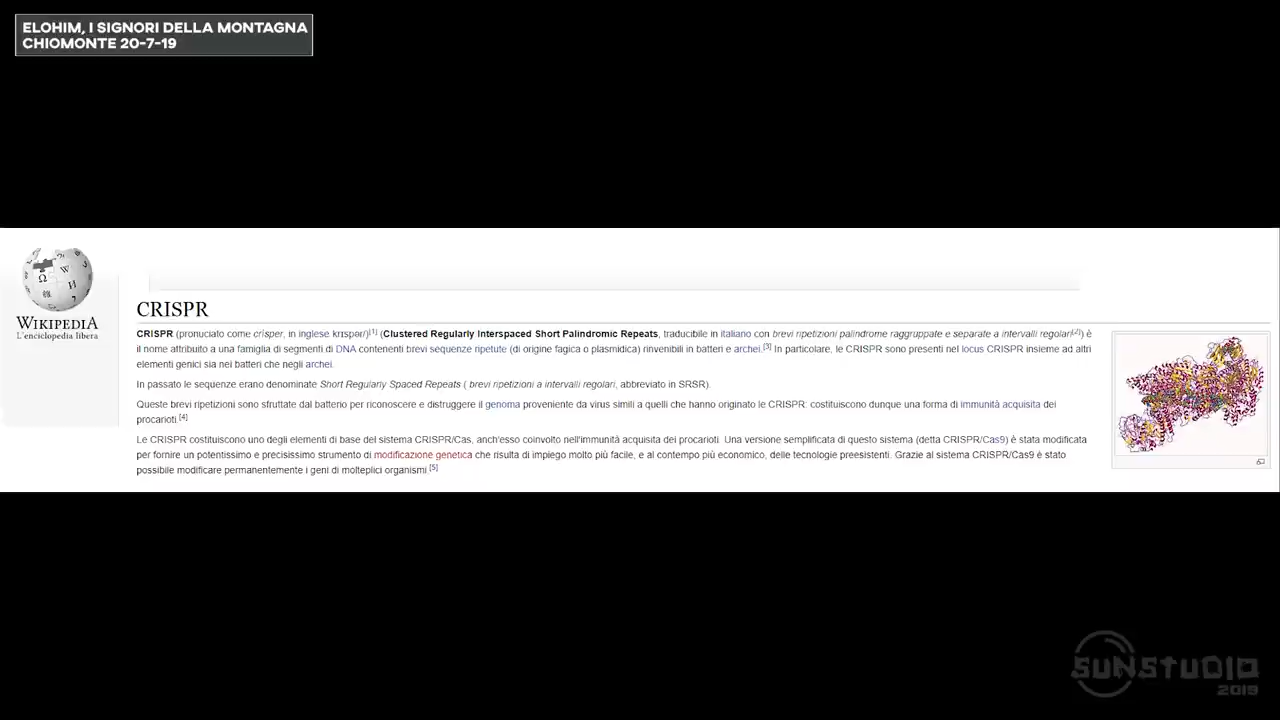 ELOHIM, I SIGNORI DELLA MONTAGNA
CHIOMONTE 20-7-19
WIKIPEDIA
L'enciclopedia libera
CRISPR
CRISPR (pronuciato come crìsper, in inglese krɪspər/)[1] (Clustered Regularly Interspaced Short Palindromic Repeats, traducibile in italiano con brevi ripetizioni palindrome raggruppate e separate a intervalli regolari[2]) è
il nome attribuito a una famiglia di segmenti di DNA contenenti brevi sequenze ripetute (di origine fagica o plasmidica) rinvenibili in batteri e archei.[3] In particolare, le CRISPR sono presenti nel locus CRISPR insieme ad altri
elementi genici sia nei batteri che negli archei.
In passato le sequenze erano denominate Short Regularly Spaced Repeats ( brevi ripetizioni a intervalli regolari, abbreviato in SRSR).
Queste brevi ripetizioni sono sfruttate dal batterio per riconoscere e distruggere il genoma proveniente da virus simili a quelli che hanno originato le CRISPR: costituiscono dunque una forma di immunità acquisita dei
procarioti.[4]
Le CRISPR costituiscono uno degli elementi di base del sistema CRISPR/Cas, anch'esso coinvolto nell'immunità acquisita dei procarioti. Una versione semplificata di questo sistema (detta CRISPR/Cas9) è stata modificata
per fornire un potentissimo e precisissimo strumento di modificazione genetica che risulta di impiego molto più facile, e al contempo più economico, delle tecnologie preesistenti. Grazie al sistema CRISPR/Cas9 è stato
possibile modificare permanentemente i geni di molteplici organismi [5]
SUNSTUDIO
2019